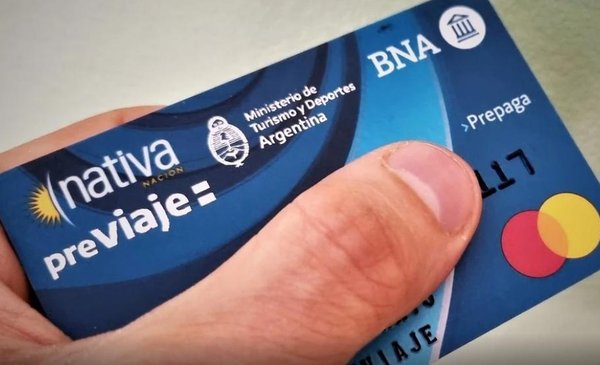 BNA
Ministerio de
Turismo y Deportes
Argentina
nativa
NACIÓN
preViaje
›Prepaga
117
VIAJE